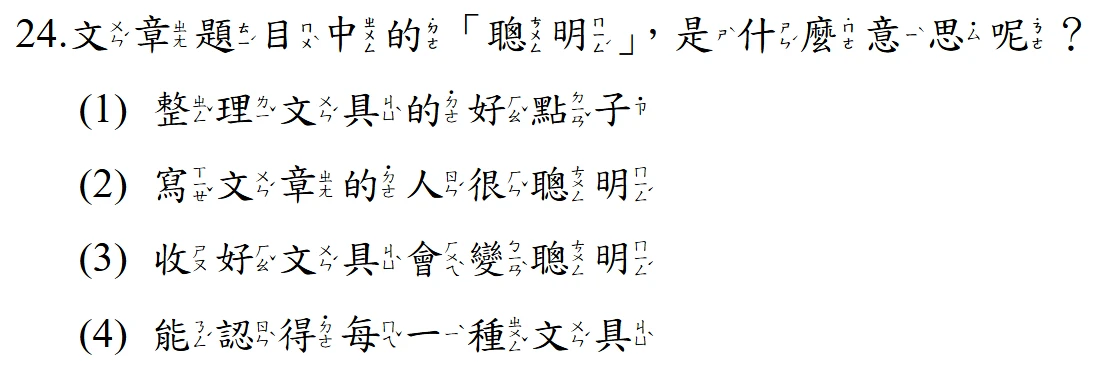 24.文章題目中的「聰明」，是什麼意思呢？
(1) 整理文具的好點子
(2) 寫文章的人很聰明
(3) 收好文具會變聰明
(4) 能認得每一種文具